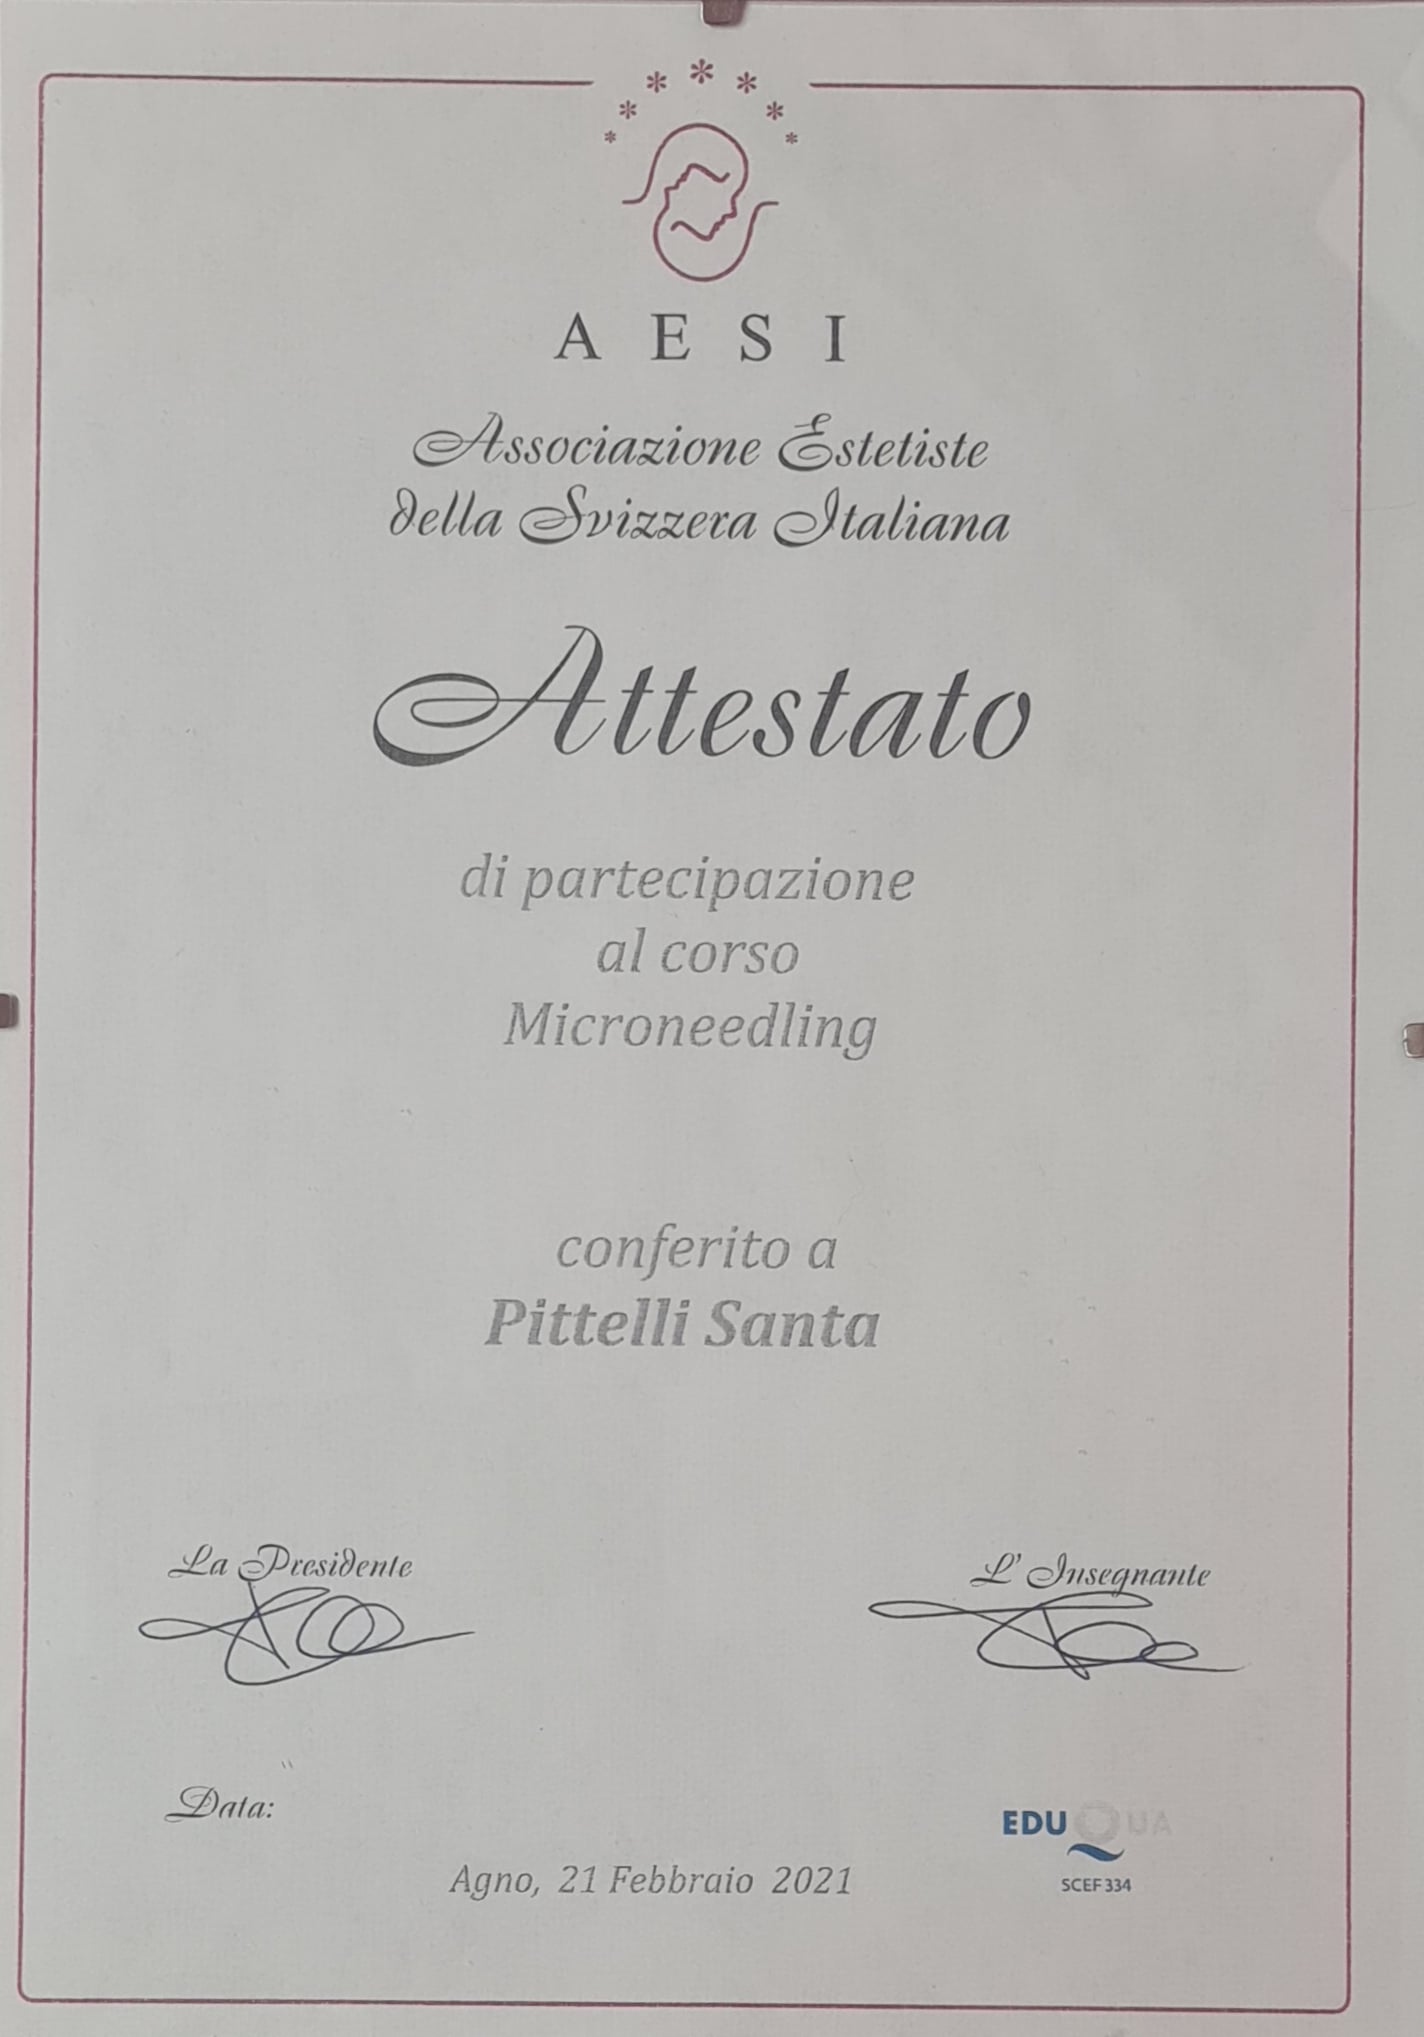 A E S I
Associazione Estetiste
della Svizzera Italiana
Attestato
di partecipazione
al corso
Microneedling
conferito a
Pittelli Santa
La Presidente
L' Insegnante
Data:
EDUQUA
SCEF 334
Agno, 21 Febbraio 2021